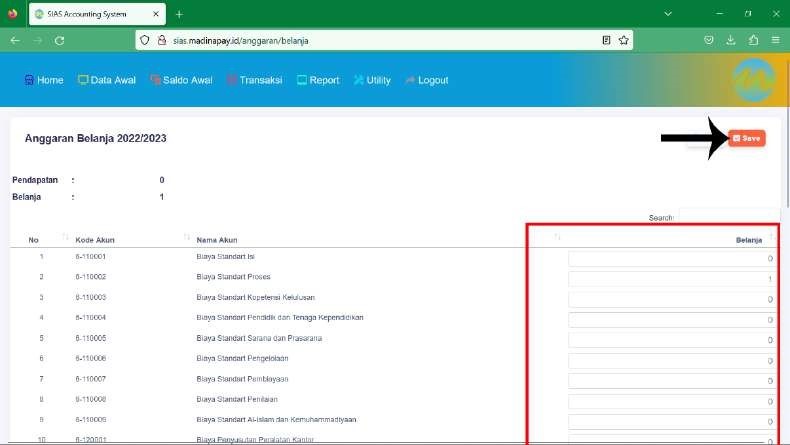 SIAS Accounting System
sias.madinapay.id/anggaran/belanja
Home Data Awal Saldo Awal Transaksi Report Utility Logout
Anggaran Belanja 2022/2023
Save
Pendapatan : 0
Belanja : 1
Search:
No Kode Akun Nama Akun Belanja
1 6-110001 Biaya Standart Isi 0
2 6-110002 Biaya Standart Proses 1
3 6-110003 Biaya Standart Kopetensi Kelulusan 0
4 6-110004 Biaya Standart Pendidik dan Tenaga Kependidikan 0
5 6-110005 Biaya Standart Sarana dan Prasarana 0
6 6-110006 Biaya Standart Pengelolaan 0
7 6-110007 Biaya Standart Pembiayaan 0
8 6-110008 Biaya Standart Penilaian 0
9 6-110009 Biaya Standart Al-Islam dan Kemuhammadiyaan 0
10 6-120001 Biaya Penyusutan Peralatan Kantor 0